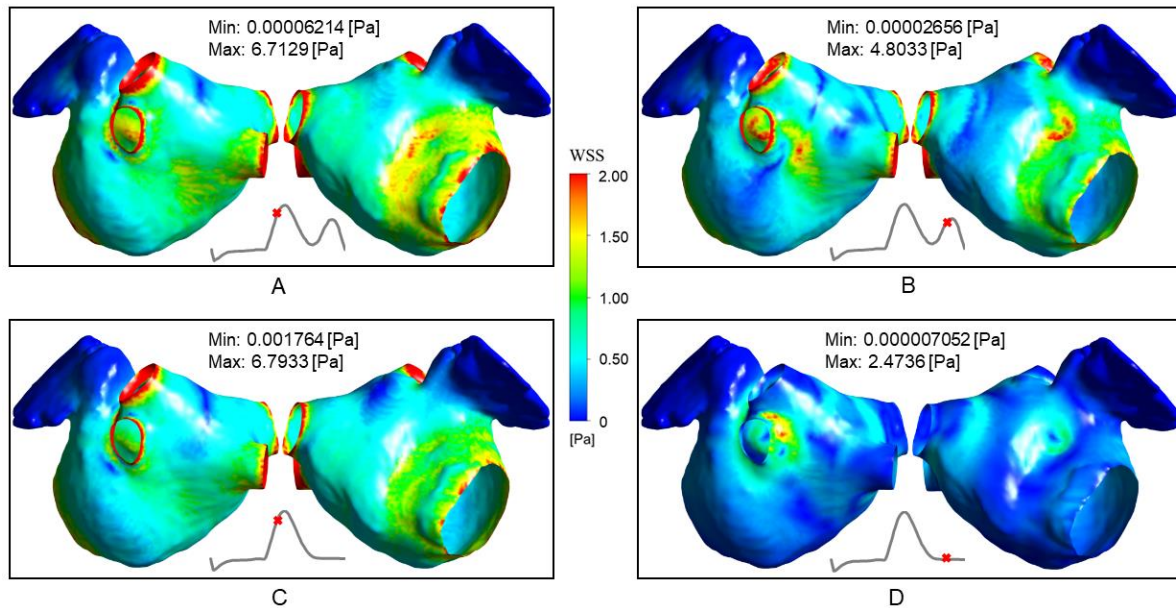 Min: 0.00006214 [Pa]
Max: 6.7129 [Pa]
A
Min: 0.00002656 [Pa]
Max: 4.8033 [Pa]
B
WSS
2.00
1.50
1.00
0.50
0
[Pa]
Min: 0.001764 [Pa]
Max: 6.7933 [Pa]
C
Min: 0.000007052 [Pa]
Max: 2.4736 [Pa]
D